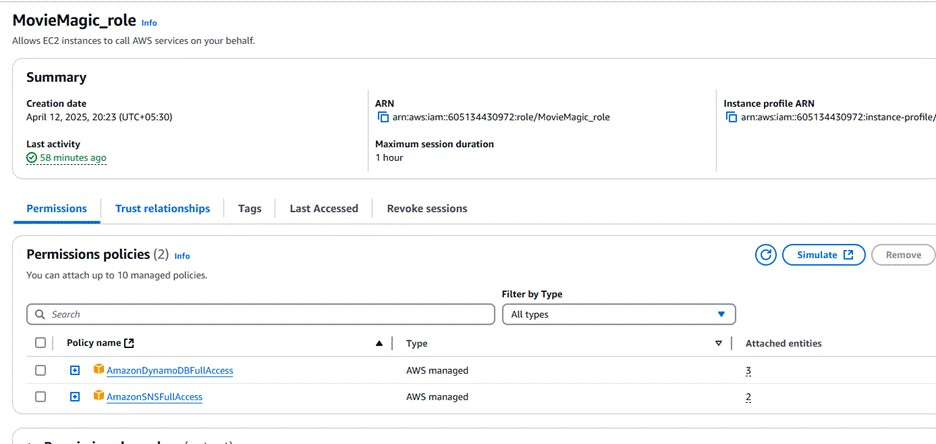 MovieMagic_role Info
Allows EC2 instances to call AWS services on your behalf.
Summary
Creation date
April 12, 2025, 20:23 (UTC+05:30)
ARN
arn:aws:iam::605134430972:role/MovieMagic_role
Instance profile ARN
arn:aws:iam::605134430972:instance-profile/
Last activity
58 minutes ago
Maximum session duration
1 hour
Permissions Trust relationships Tags Last Accessed Revoke sessions
Permissions policies (2) Info
You can attach up to 10 managed policies.
Simulate
Remove
Filter by Type
Search
All types
Policy name Type Attached entities
AmazonDynamoDBFullAccess AWS managed 3
AmazonSNSFullAccess AWS managed 2